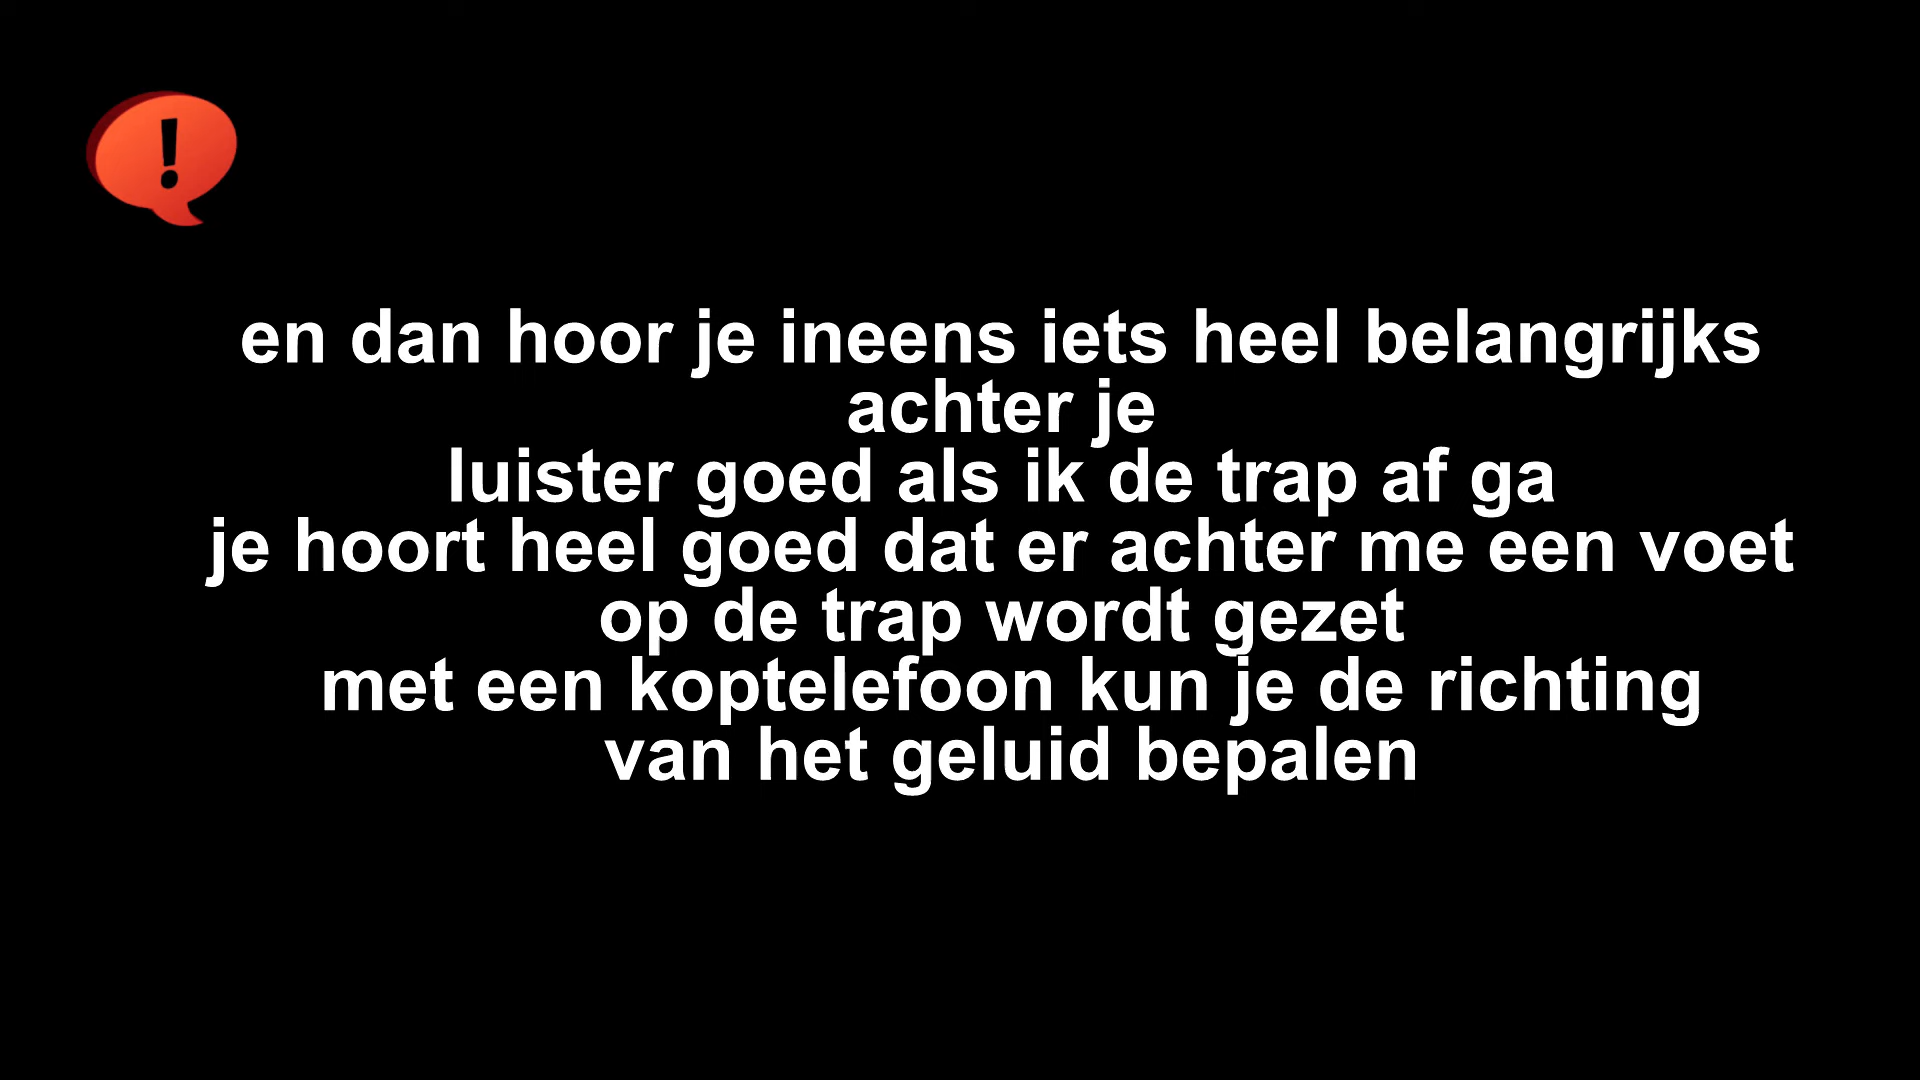 !
en dan hoor je ineens iets heel belangrijks
achter je
luister goed als ik de trap af ga
je hoort heel goed dat er achter me een voet
op de trap wordt gezet
met een koptelefoon kun je de richting
van het geluid bepalen